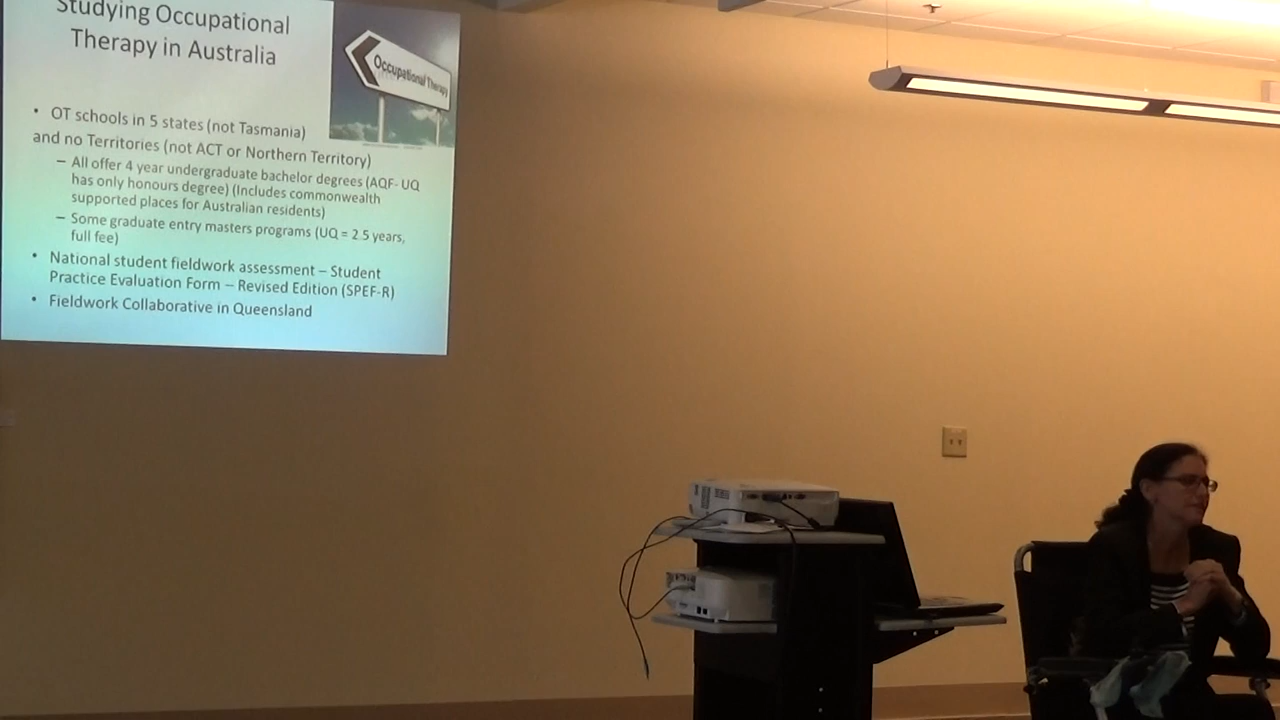 Studying Occupational
Therapy in Australia
Occupational Therapy
• OT schools in 5 states (not Tasmania)
and no Territories (not ACT or Northern Territory)
– All offer 4 year undergraduate bachelor degrees (AQF- UQ
has only honours degree) (Includes commonwealth
supported places for Australian residents)
– Some graduate entry masters programs (UQ = 2.5 years,
full fee)
• National student fieldwork assessment – Student
Practice Evaluation Form – Revised Edition (SPEF-R)
• Fieldwork Collaborative in Queensland